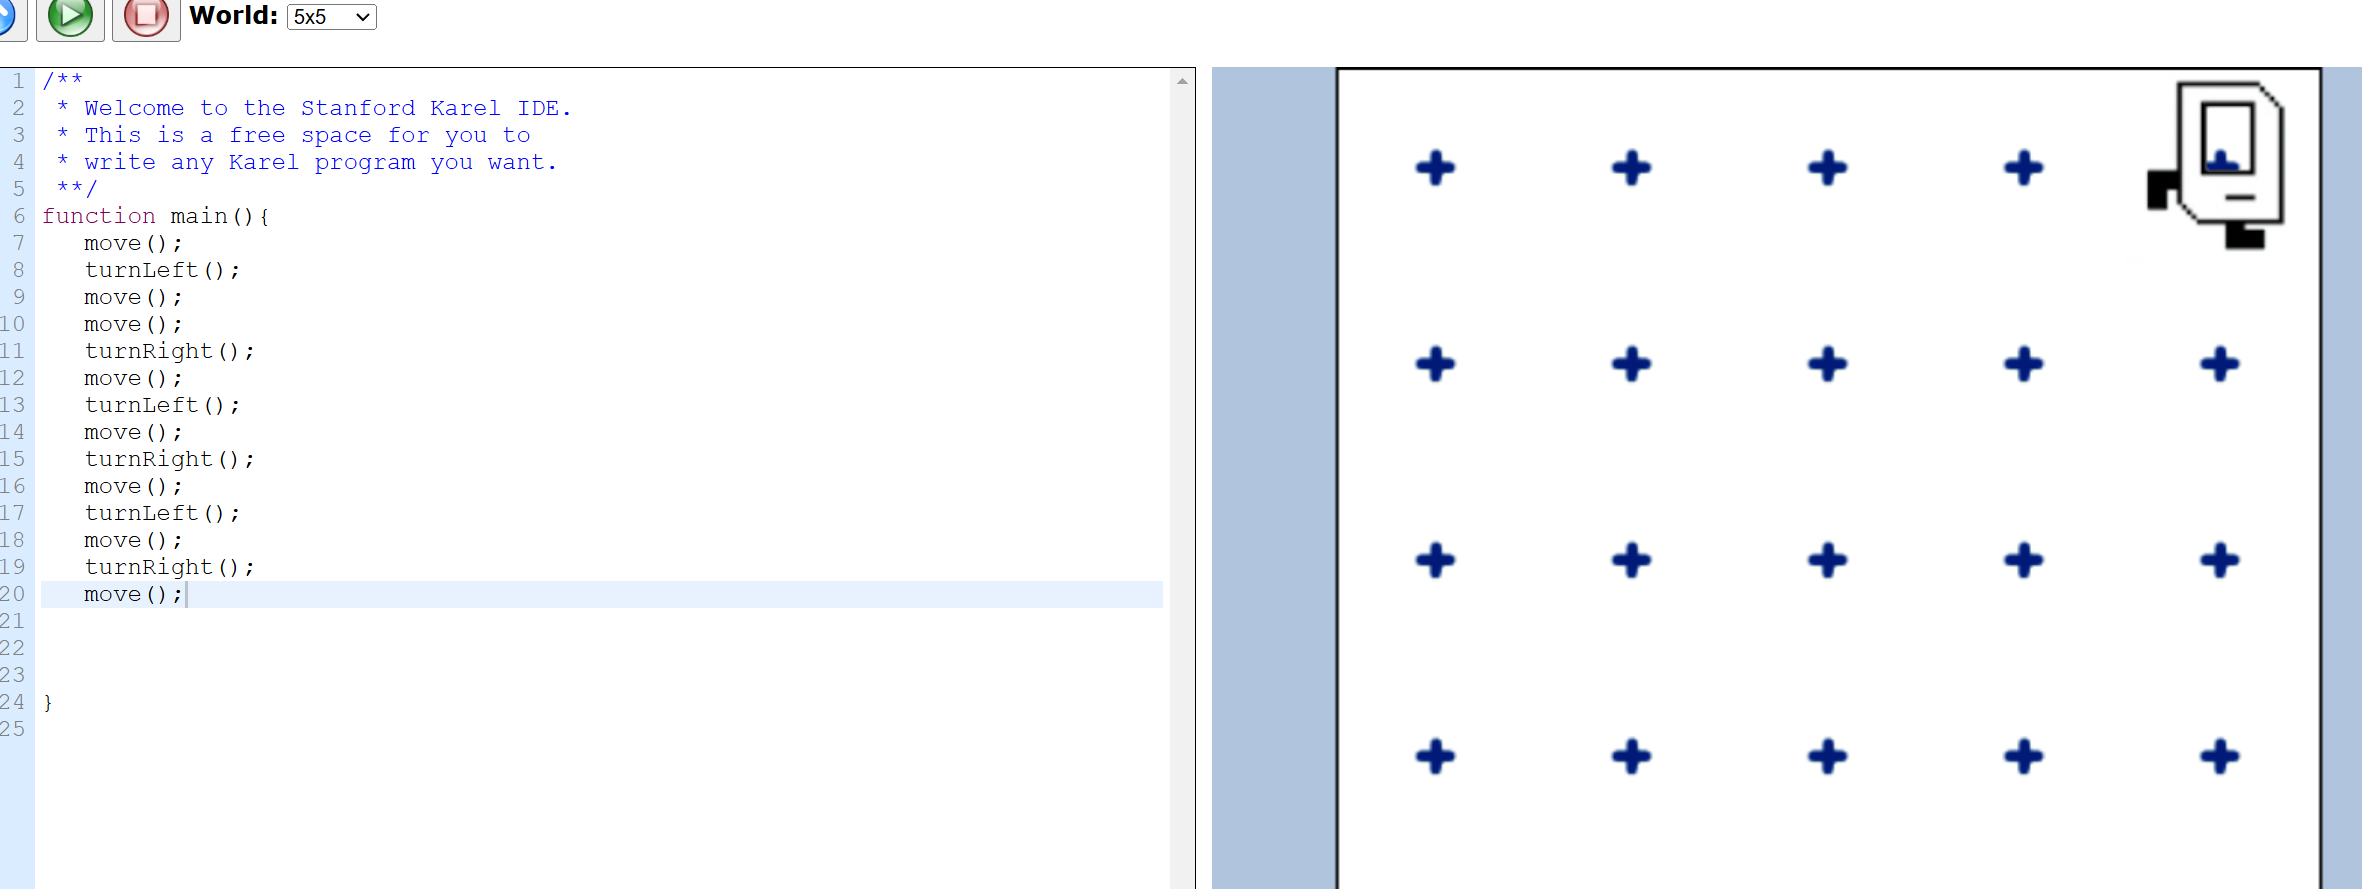 World: 5x5
1 /**
2  * Welcome to the Stanford Karel IDE.
3  * This is a free space for you to
4  * write any Karel program you want.
5  **/
6 function main(){
7    move();
8    turnLeft();
9    move();
10    move();
11    turnRight();
12    move();
13    turnLeft();
14    move();
15    turnRight();
16    move();
17    turnLeft();
18    move();
19    turnRight();
20    move();
21
22
23
24 }
25